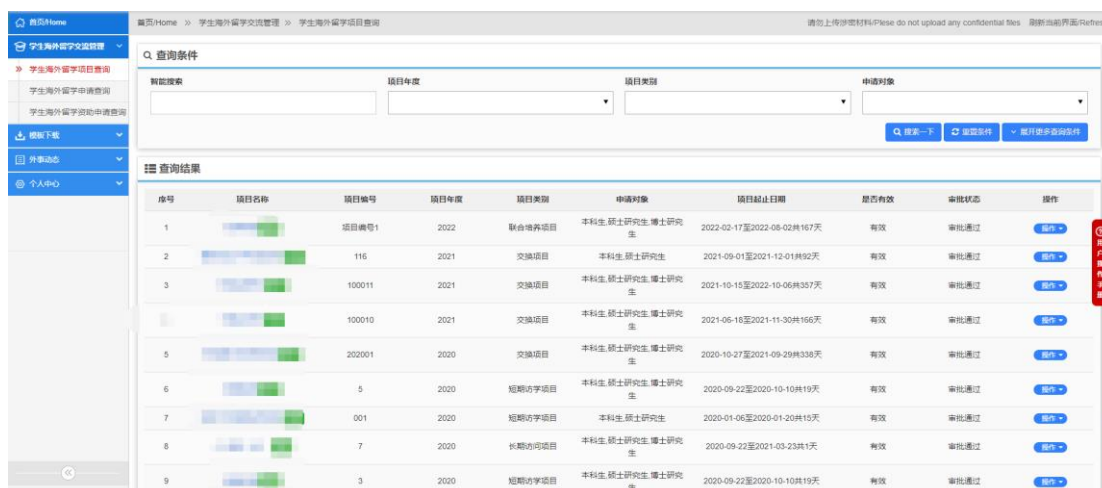 首页/Home
首页/Home » 学生海外留学交流管理 » 学生海外留学项目查询
请勿上传涉密材料/Plese do not upload any confidential files 刷新当前界面/Refre
学生海外留学交流管理
» 学生海外留学项目查询
学生海外留学申请查询
学生海外留学资助申请查询
模板下载
外事动态
个人中心
查询条件
智能搜索 项目年度 项目类别 申请对象
搜索一下 重置条件 展开更多查询条件
查询结果
序号 项目名称 项目编号 项目年度 项目类别 申请对象 项目起止日期 是否有效 审批状态 操作
1 项目编号1 2022 联合培养项目 本科生,硕士研究生,博士研究生 2022-02-17至2022-08-02共167天 有效 审批通过 操作
2 116 2021 交换项目 本科生,硕士研究生 2021-09-01至2021-12-01共92天 有效 审批通过 操作
3 100011 2021 交换项目 本科生,硕士研究生,博士研究生 2021-10-15至2022-10-06共357天 有效 审批通过 操作
100010 2021 交换项目 本科生,硕士研究生,博士研究生 2021-06-18至2021-11-30共166天 有效 审批通过 操作
5 202001 2020 交换项目 本科生,硕士研究生,博士研究生 2020-10-27至2021-09-29共338天 有效 审批通过 操作
6 5 2020 短期访学项目 本科生,硕士研究生,博士研究生 2020-09-22至2020-10-10共19天 有效 审批通过 操作
7 001 2020 短期访学项目 本科生,硕士研究生 2020-01-06至2020-01-20共15天 有效 审批通过 操作
8 7 2020 长期访问项目 本科生,硕士研究生,博士研究生 2020-09-22至2021-03-23共1天 有效 审批通过 操作
9 3 2020 短期访学项目 本科生,硕士研究生,博士研究生 2020-09-22至2020-10-10共19天 有效 审批通过 操作
用户操作手册